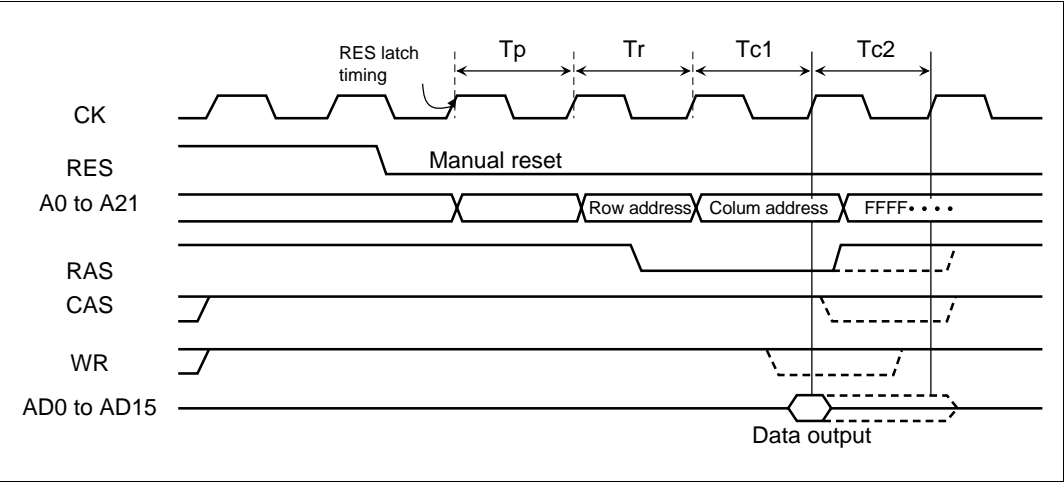 RES latch
timing
Tp
Tr
Tc1
Tc2
CK
RES
Manual reset
A0 to A21
Row address
Colum address
FFFF····
RAS
CAS
WR
AD0 to AD15
Data output